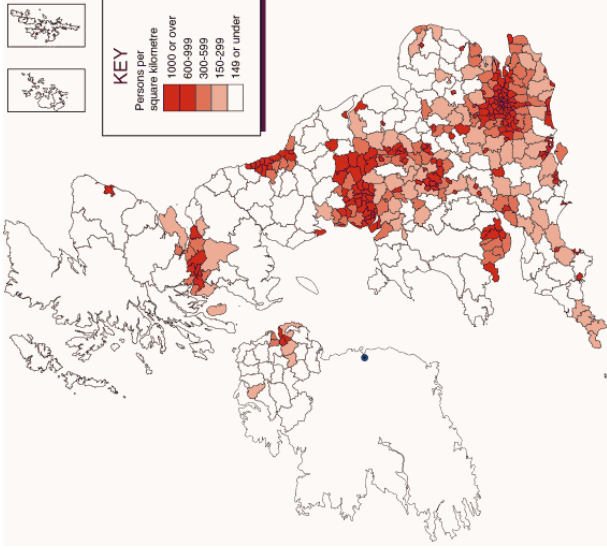 KEY
Persons per
square kilometre
1000 or over
600-999
300-599
150-299
149 or under